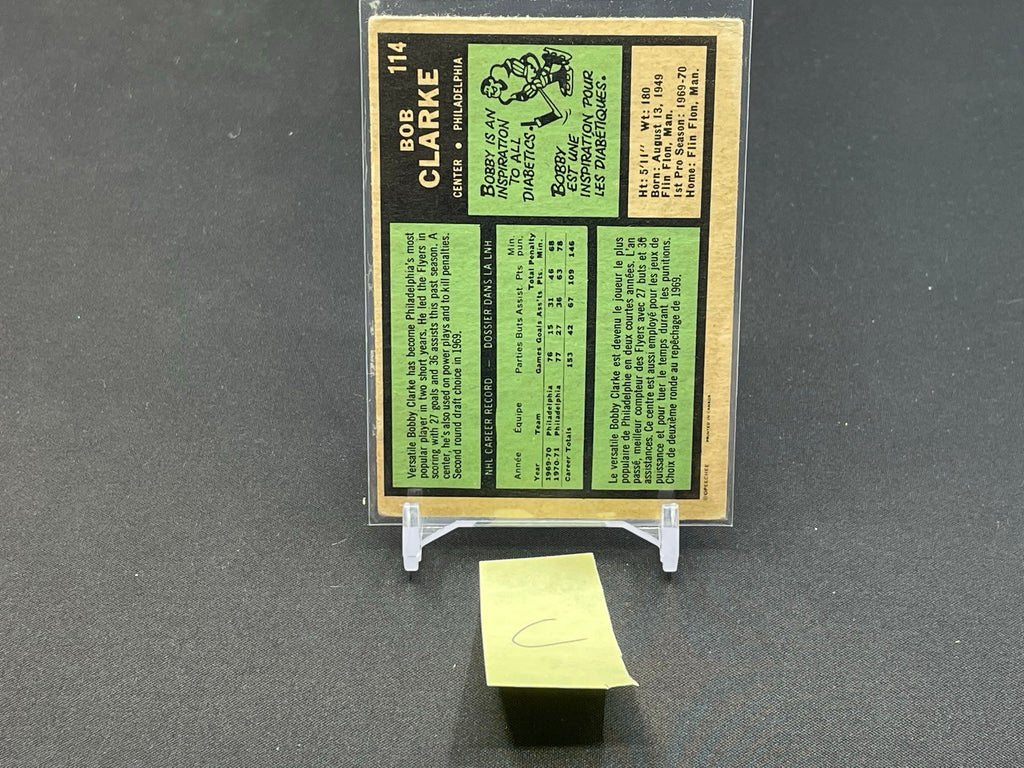 114
BOB
CLARKE
CENTER • PHILADELPHIA
BOBBY IS AN
INSPIRATION
TO ALL
DIABETICS.
BOBBY
EST UNE
INSPIRATION POUR
LES DIABÉTIQUES.
Ht: 5'11" Wt: 180
Born: August 13, 1949
Flin Flon, Man.
1st Pro Season: 1969-70
Home: Flin Flon, Man.
Versatile Bobby Clarke has become Philadelphia's most
popular player in two short years. He led the Flyers in
scoring with 27 goals and 36 assists this past season. A
center, he's also used on power plays and to kill penalties.
Second round draft choice in 1969.
NHL CAREER RECORD — DOSSIER DANS LA LNH
Année Équipe Parties Buts Assist. Pts Min. pun.
Year Team Games Goals Ass'ts Total Pts. Penalty Min.
1969-70 Philadelphia 76 15 31 46 68
1970-71 Philadelphia 77 27 36 63 78
Career Totals 153 42 67 109 146
Le versatile Bobby Clarke est devenu le joueur le plus
populaire de Philadelphie en deux courtes années. L'an
passé, meilleur compteur des Flyers avec 27 buts et 36
assistances. Ce centre est aussi employé pour les jeux de
puissance et pour tuer le temps durant les punitions.
Choix de deuxième ronde au repêchage de 1969.
©OPEECHEE PRINTED IN CANADA
C